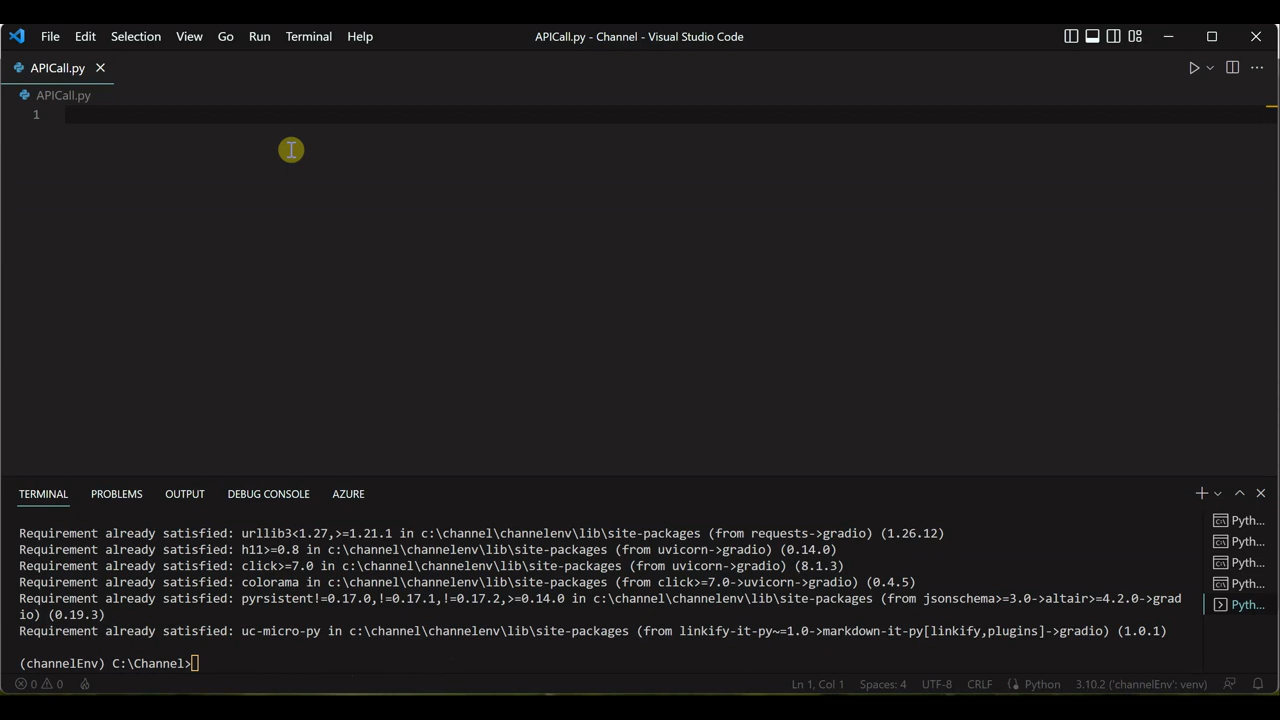 File Edit Selection View Go Run Terminal Help APICall.py - Channel - Visual Studio Code
APICall.py
APICall.py
1
TERMINAL PROBLEMS OUTPUT DEBUG CONSOLE AZURE
Requirement already satisfied: urllib3<1.27,>=1.21.1 in c:\channel\channelenv\lib\site-packages (from requests->gradio) (1.26.12)
Requirement already satisfied: h11>=0.8 in c:\channel\channelenv\lib\site-packages (from uvicorn->gradio) (0.14.0)
Requirement already satisfied: click>=7.0 in c:\channel\channelenv\lib\site-packages (from uvicorn->gradio) (8.1.3)
Requirement already satisfied: colorama in c:\channel\channelenv\lib\site-packages (from click>=7.0->uvicorn->gradio) (0.4.5)
Requirement already satisfied: pyrsistent!=0.17.0,!=0.17.1,!=0.17.2,>=0.14.0 in c:\channel\channelenv\lib\site-packages (from jsonschema>=3.0->altair>=4.2.0->grad
io) (0.19.3)
Requirement already satisfied: uc-micro-py in c:\channel\channelenv\lib\site-packages (from linkify-it-py~=1.0->markdown-it-py[linkify,plugins]->gradio) (1.0.1)
(channelEnv) C:\Channel>
Pyth...
Pyth...
Pyth...
Pyth...
Pyth...
0 0 Ln 1, Col 1 Spaces: 4 UTF-8 CRLF Python 3.10.2 ('channelEnv': venv)